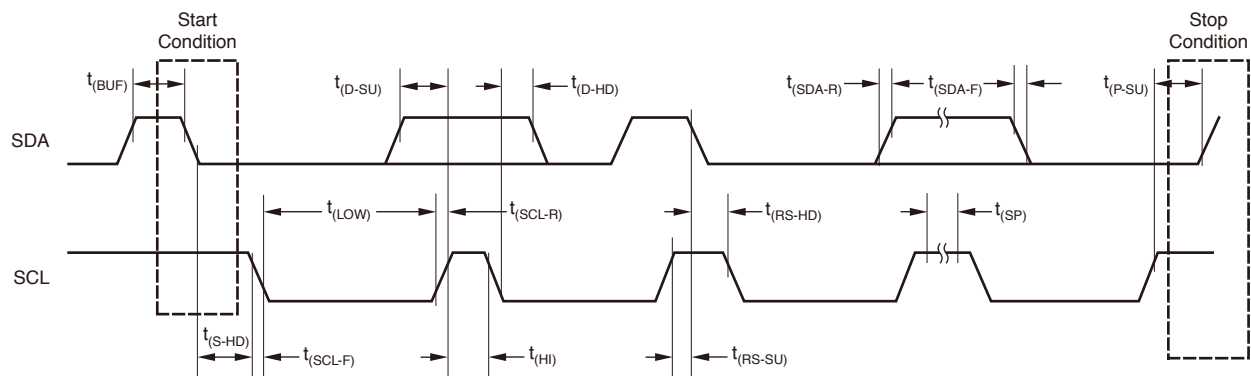 Start
Condition
Stop
Condition
t(BUF)
t(D-SU)
t(D-HD)
t(SDA-R)
t(SDA-F)
t(P-SU)
SDA
t(LOW)
t(SCL-R)
t(RS-HD)
t(SP)
SCL
t(S-HD)
t(SCL-F)
t(HI)
t(RS-SU)